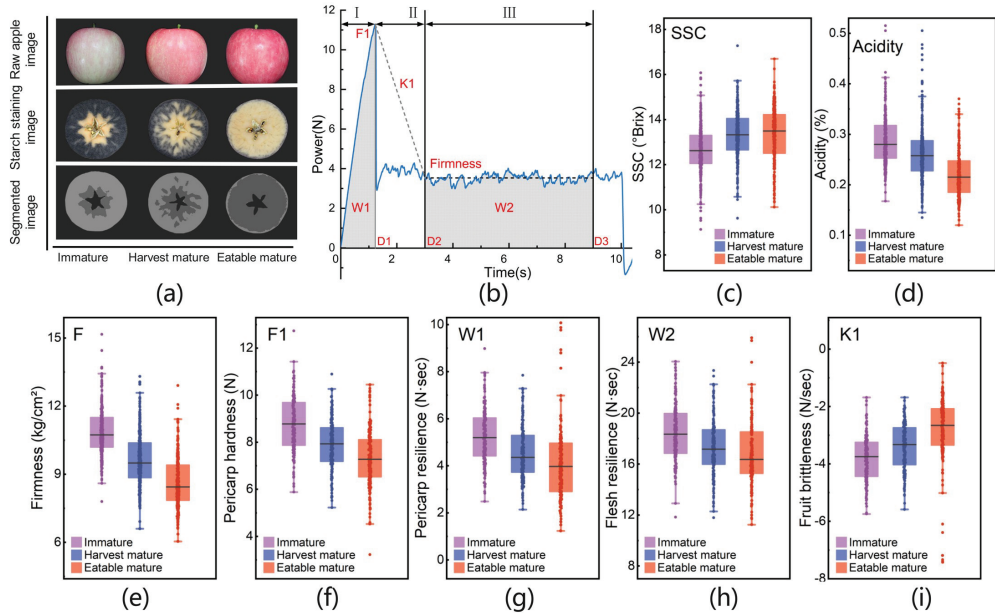 Raw apple
image
Starch staining
image
Segmented
image
Immature
Harvest mature
Eatable mature
(a)
I
II
III
Power(N)
12
10
8
6
4
2
0
F1
K1
Firmness
W1
W2
D1
D2
D3
0
2
4
6
8
10
Time(s)
(b)
SSC
SSC (°Brix)
18
16
14
12
10
8
Immature
Harvest mature
Eatable mature
(c)
Acidity
Acidity (%)
0.5
0.4
0.3
0.2
0.1
Immature
Harvest mature
Eatable mature
(d)
F
Firmness (kg/cm²)
15
12
9
6
Immature
Harvest mature
Eatable mature
(e)
F1
Pericarp hardness (N)
12
10
8
6
4
Immature
Harvest mature
Eatable mature
(f)
W1
Pericarp resilience (N·sec)
10
8
6
4
2
0
Immature
Harvest mature
Eatable mature
(g)
W2
Flesh resilience (N·sec)
24
20
16
12
8
Immature
Harvest mature
Eatable mature
(h)
K1
Fruit brittleness (N/sec)
0
-2
-4
-6
-8
Immature
Harvest mature
Eatable mature
(i)